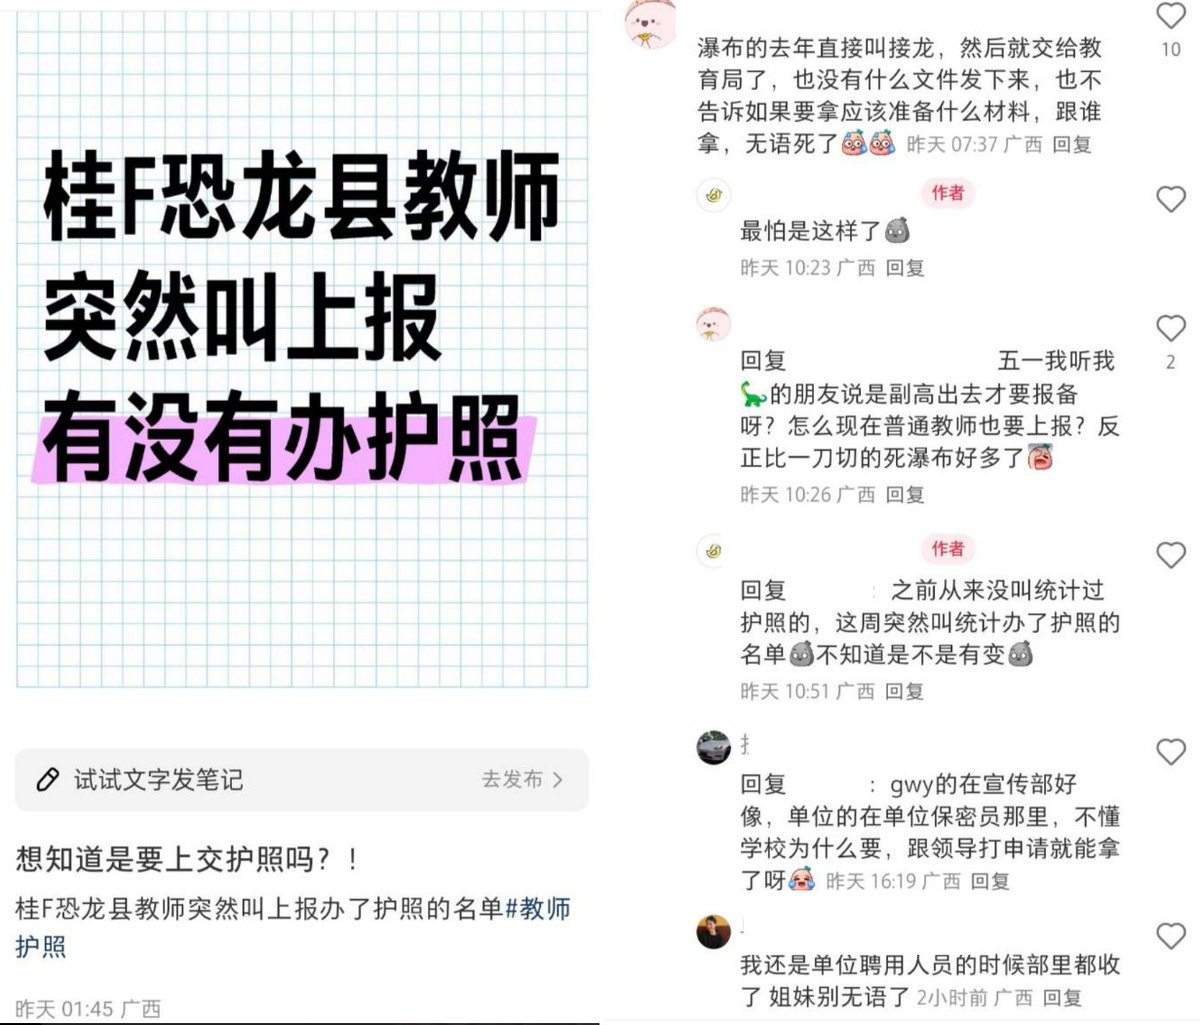 桂F恐龙县教师
突然叫上报
有没有办护照
试试文字发笔记
去发布 >
想知道是要上交护照吗？！
桂F恐龙县教师突然叫上报办了护照的名单#教师
护照
昨天 01:45 广西
瀑布的去年直接叫接龙，然后就交给教
育局了，也没有什么文件发下来，也不
告诉如果要拿应该准备什么材料，跟谁
拿，无语死了 昨天 07:37 广西 回复
10
作者
最怕是这样了
昨天 10:23 广西 回复
回复 五一我听我
🦕的朋友说是副高出去才要报备
呀？怎么现在普通教师也要上报？反
正比一刀切的死瀑布好多了
昨天 10:26 广西 回复
2
作者
回复 ：之前从来没叫统计过
护照的，这周突然叫统计办了护照的
名单 不知道是不是有变
昨天 10:51 广西 回复
回复 ：gwy的在宣传部好
像，单位的在单位保密员那里，不懂
学校为什么要，跟领导打申请就能拿
了呀 昨天 16:19 广西 回复
我还是单位聘用人员的时候部里都收
了 姐妹别无语了 2小时前 广西 回复